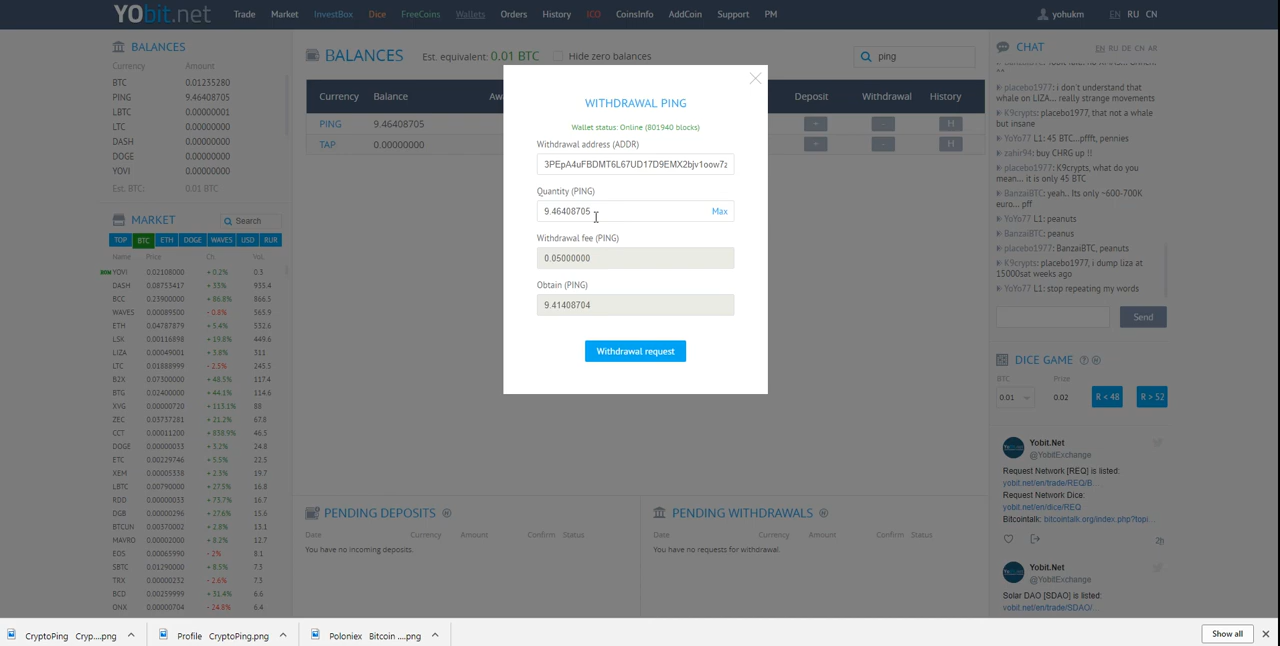 YObit.net Trade Market InvestBox Dice FreeCoins Wallets Orders History ICO CoinsInfo AddCoin Support PM yohukm EN RU CN
BALANCES
Currency Amount
BTC 0.01235280
PING 9.46408705
LBTC 0.00000001
LTC 0.00000000
DASH 0.00000000
DOGE 0.00000000
YOVI 0.00000000
Est. BTC: 0.01 BTC
MARKET Search
TOP BTC ETH DOGE WAVES USD RUR
Name Price Ch. Vol.
YOVI 0.02108000 + 0.2% 0.3
DASH 0.08753417 + 33% 935.4
BCC 0.23900000 + 86.8% 866.3
WAVES 0.00089500 - 0.8% 565.9
ETH 0.04787879 + 5.4% 332.6
LSK 0.00116898 + 19.8% 449.6
LIZA 0.00049001 + 3.8% 311
LTC 0.01888999 - 2.3% 245.5
B2X 0.07300000 + 48.5% 117.4
BTG 0.02400000 + 44.1% 114.6
XVG 0.00000720 + 113.1% 88
ZEC 0.03737281 + 21.2% 67.8
CCT 0.00011200 + 838.9% 46.5
DOGE 0.00000033 + 3.2% 24.8
ETC 0.00229746 + 5.5% 22.3
XEM 0.00005338 + 2.3% 19.7
LBTC 0.00790000 + 27.5% 16.8
RDD 0.00000033 + 73.7% 16.7
DGB 0.00000296 + 27.6% 15.6
BTCUN 0.00370002 + 2.8% 13.1
MAVRO 0.00002000 + 8.2% 12.7
EOS 0.00065990 - 2% 8.1
SBTC 0.01290000 + 8.5% 7.3
TRX 0.00000232 - 2.6% 7.3
BCD 0.00259999 + 31.4% 6.6
ONX 0.00000704 - 24.8% 6.4
BALANCES Est. equivalent: 0.01 BTC Hide zero balances ping
Currency Balance Deposit Withdrawal History
PING 9.46408705 + - H
TAP 0.00000000 + - H
WITHDRAWAL PING
Wallet status: Online (801940 blocks)
Withdrawal address (ADDR)
3PEpA4uFBDMT6L67UD17D9EMX2bjv1oow7z
Quantity (PING)
9.46408705 Max
Withdrawal fee (PING)
0.05000000
Obtain (PING)
9.41408704
Withdrawal request
PENDING DEPOSITS
Date Currency Amount Confirm Status
You have no incoming deposits.
PENDING WITHDRAWALS
Date Currency Amount Confirm Status
You have no requests for withdrawal.
CHAT EN RU DE CN AR
placebo1977: i don't understand that
whale on LIZA... really strange movements
K9crypts: placebo1977, that not a whale
but insane
YoYo77 L1: 45 BTC...pffft, pennies
zahir94: buy CHRG up !!
placebo1977: K9crypts, what do you
mean... it is only 45 BTC
BanzaiBTC: yeah.. Its only ~600-700K
euro... pff
YoYo77 L1: peanuts
BanzaiBTC: peanus
placebo1977: BanzaiBTC, peanuts
K9crypts: placebo1977, i dump liza at
15000sat weeks ago
YoYo77 L1: stop repeating my words
Send
DICE GAME
BTC Prize
0.01 0.02 R < 48 R > 52
Yobit.Net
@YobitExchange
Request Network [REQ] is listed:
yobit.net/en/trade/REQ/B...
Request Network Dice:
yobit.net/en/dice/REQ
Bitcointalk: bitcointalk.org/index.php?topi...
2h
Yobit.Net
@YobitExchange
Solar DAO [SDAO] is listed:
yobit.net/en/trade/SDAO/...
CryptoPing Cryp....png Profile CryptoPing.png Poloniex Bitcoin ....png Show all